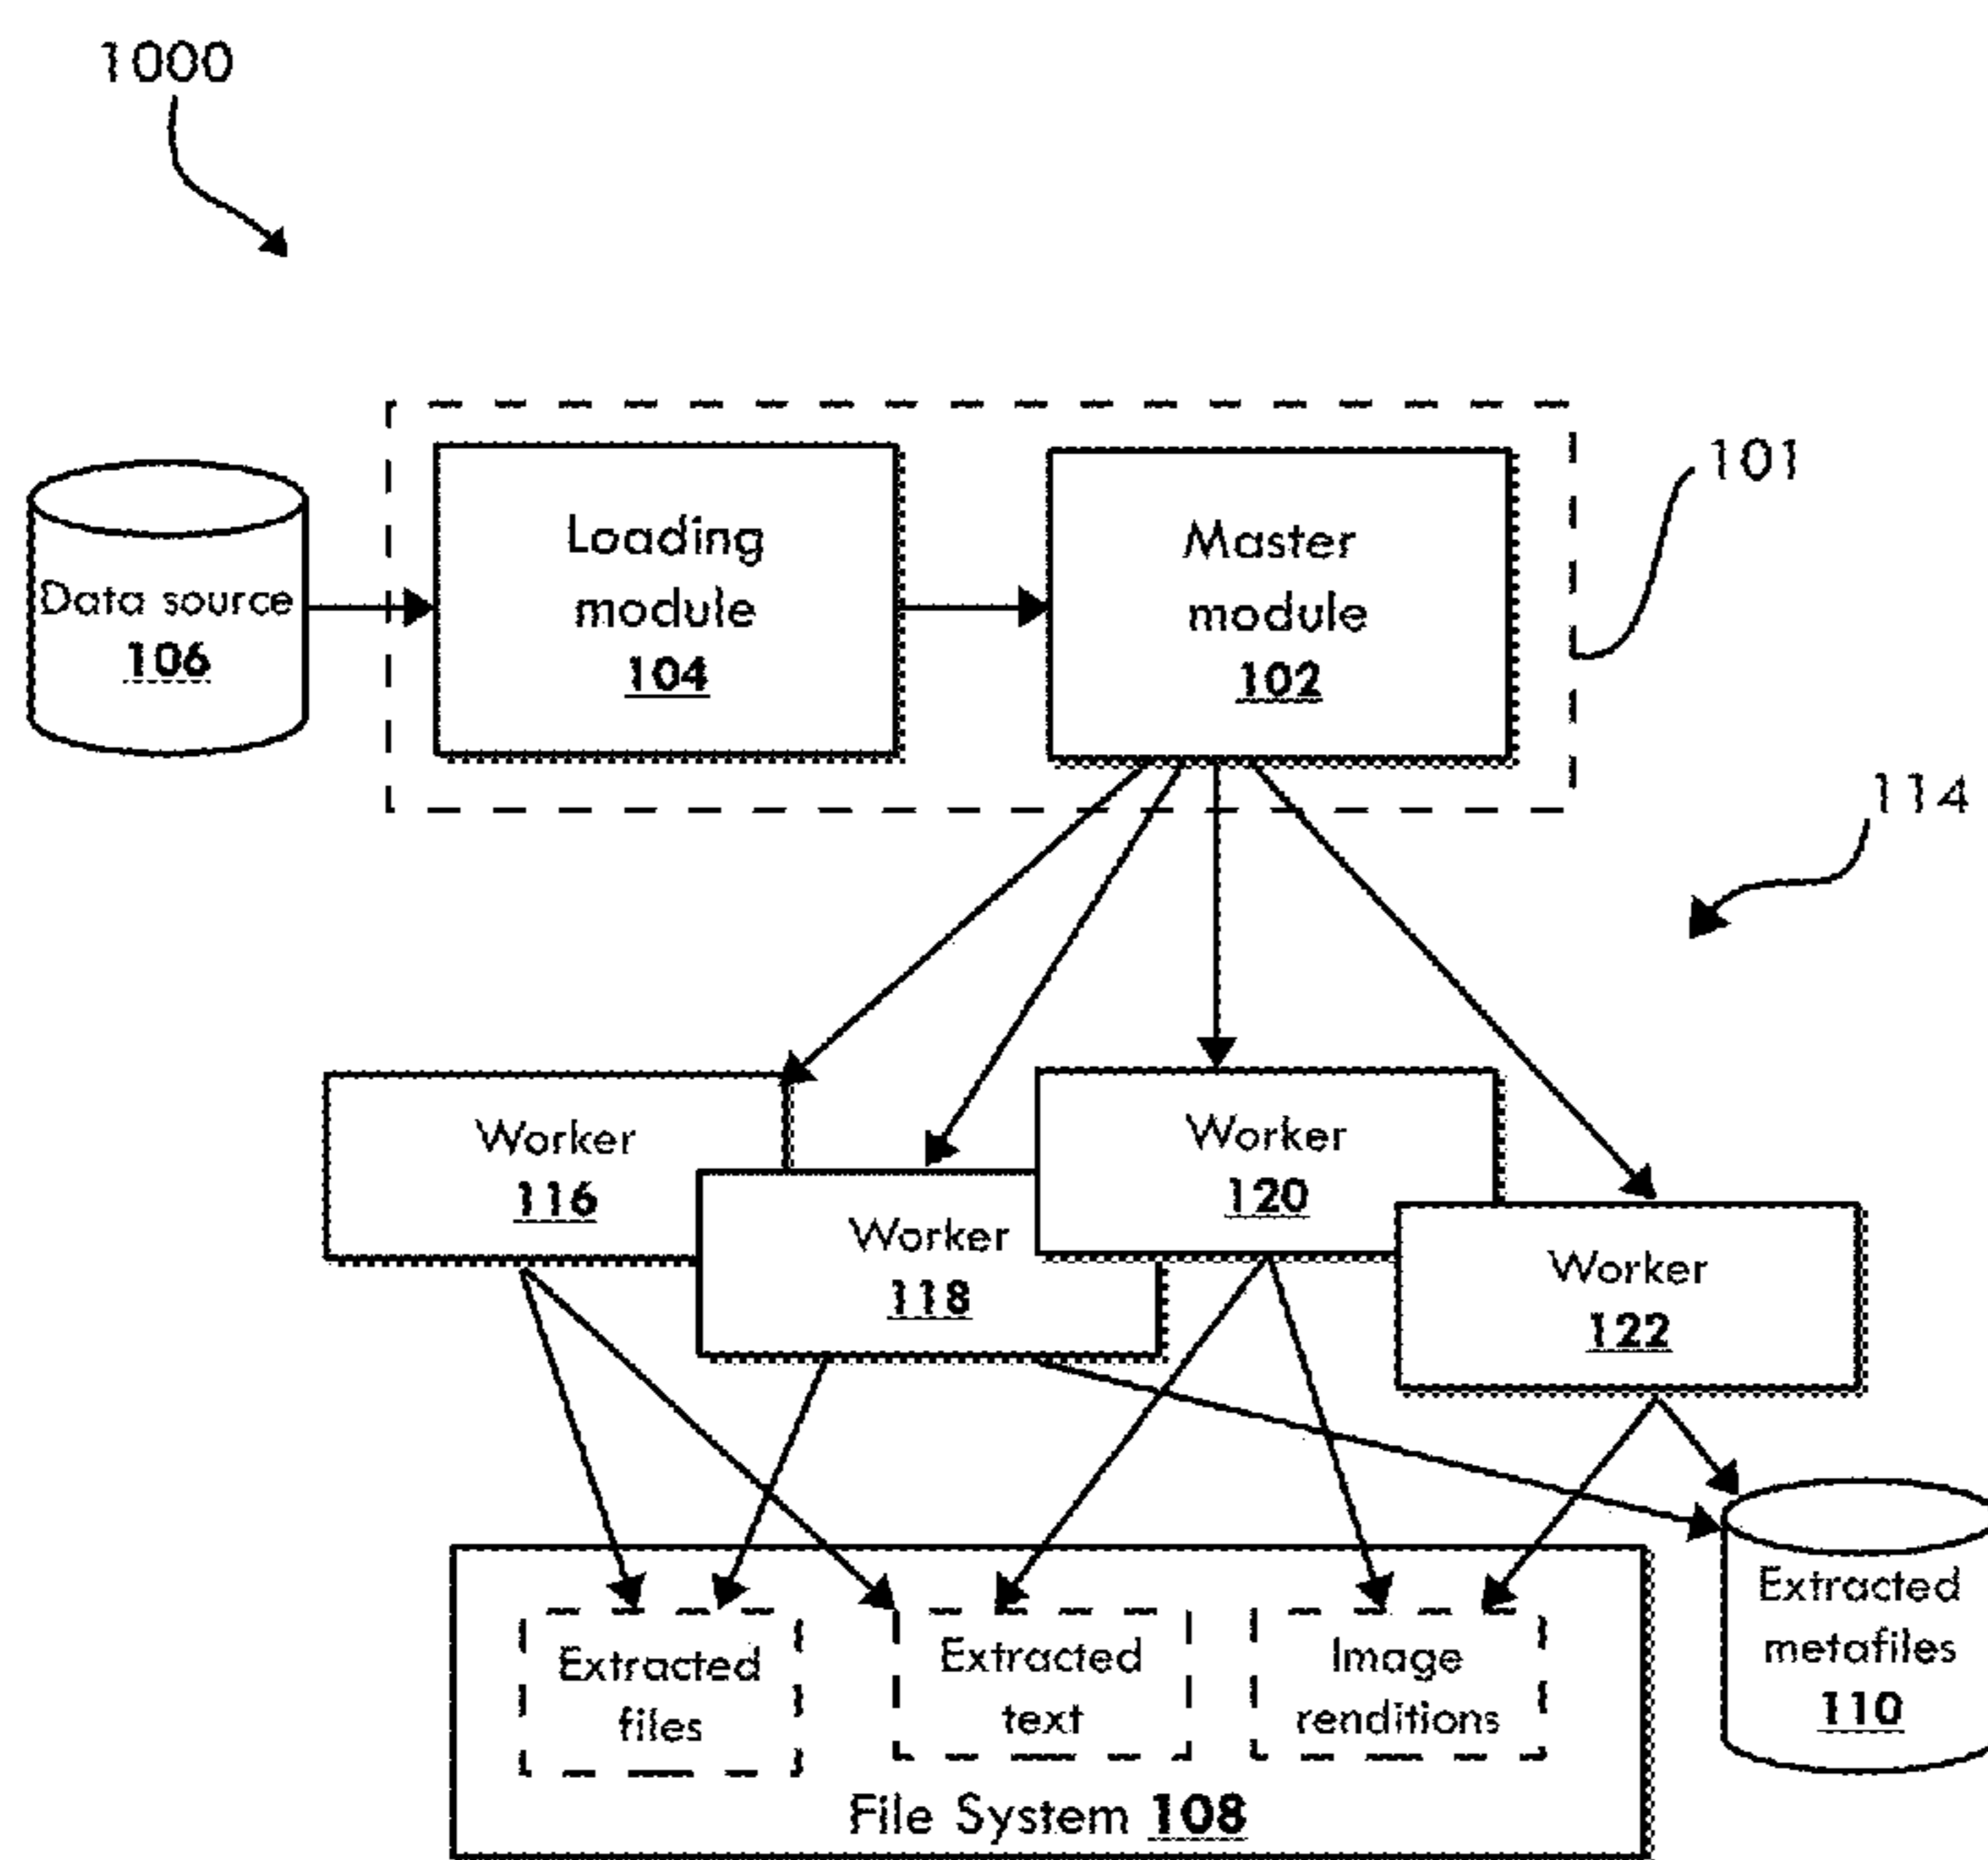 1000
101
Loading
module
104
Master
module
102
Data source
106
114
Worker
116
Worker
118
Worker
120
Worker
122
Extracted
files
Extracted
text
Image
renditions
Extracted
metafiles
110
File System 108